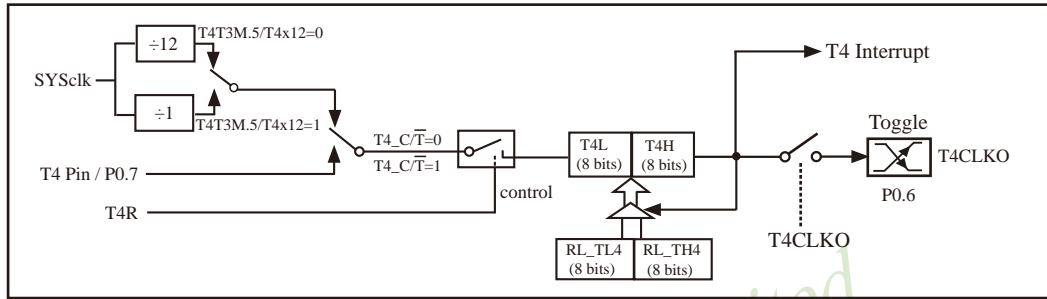 ÷12
T4T3M.5/T4x12=0
SYSclk
÷1
T4T3M.5/T4x12=1
T4 Pin / P0.7
T4R
T4_C/T̅=0
T4_C/T̅=1
control
T4L
(8 bits)
T4H
(8 bits)
RL_TL4
(8 bits)
RL_TH4
(8 bits)
T4 Interrupt
Toggle
T4CLKO
P0.6
T4CLKO